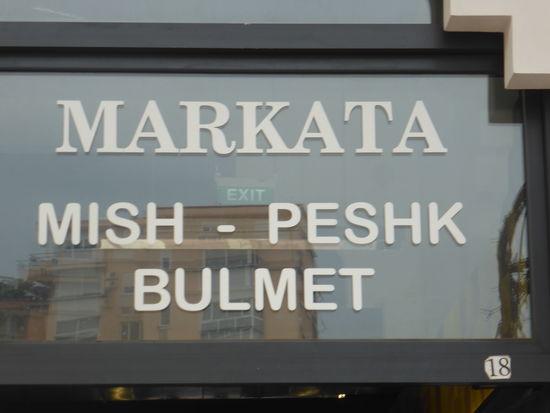 MARKATA
EXIT
MISH - PESHK
BULMET
18